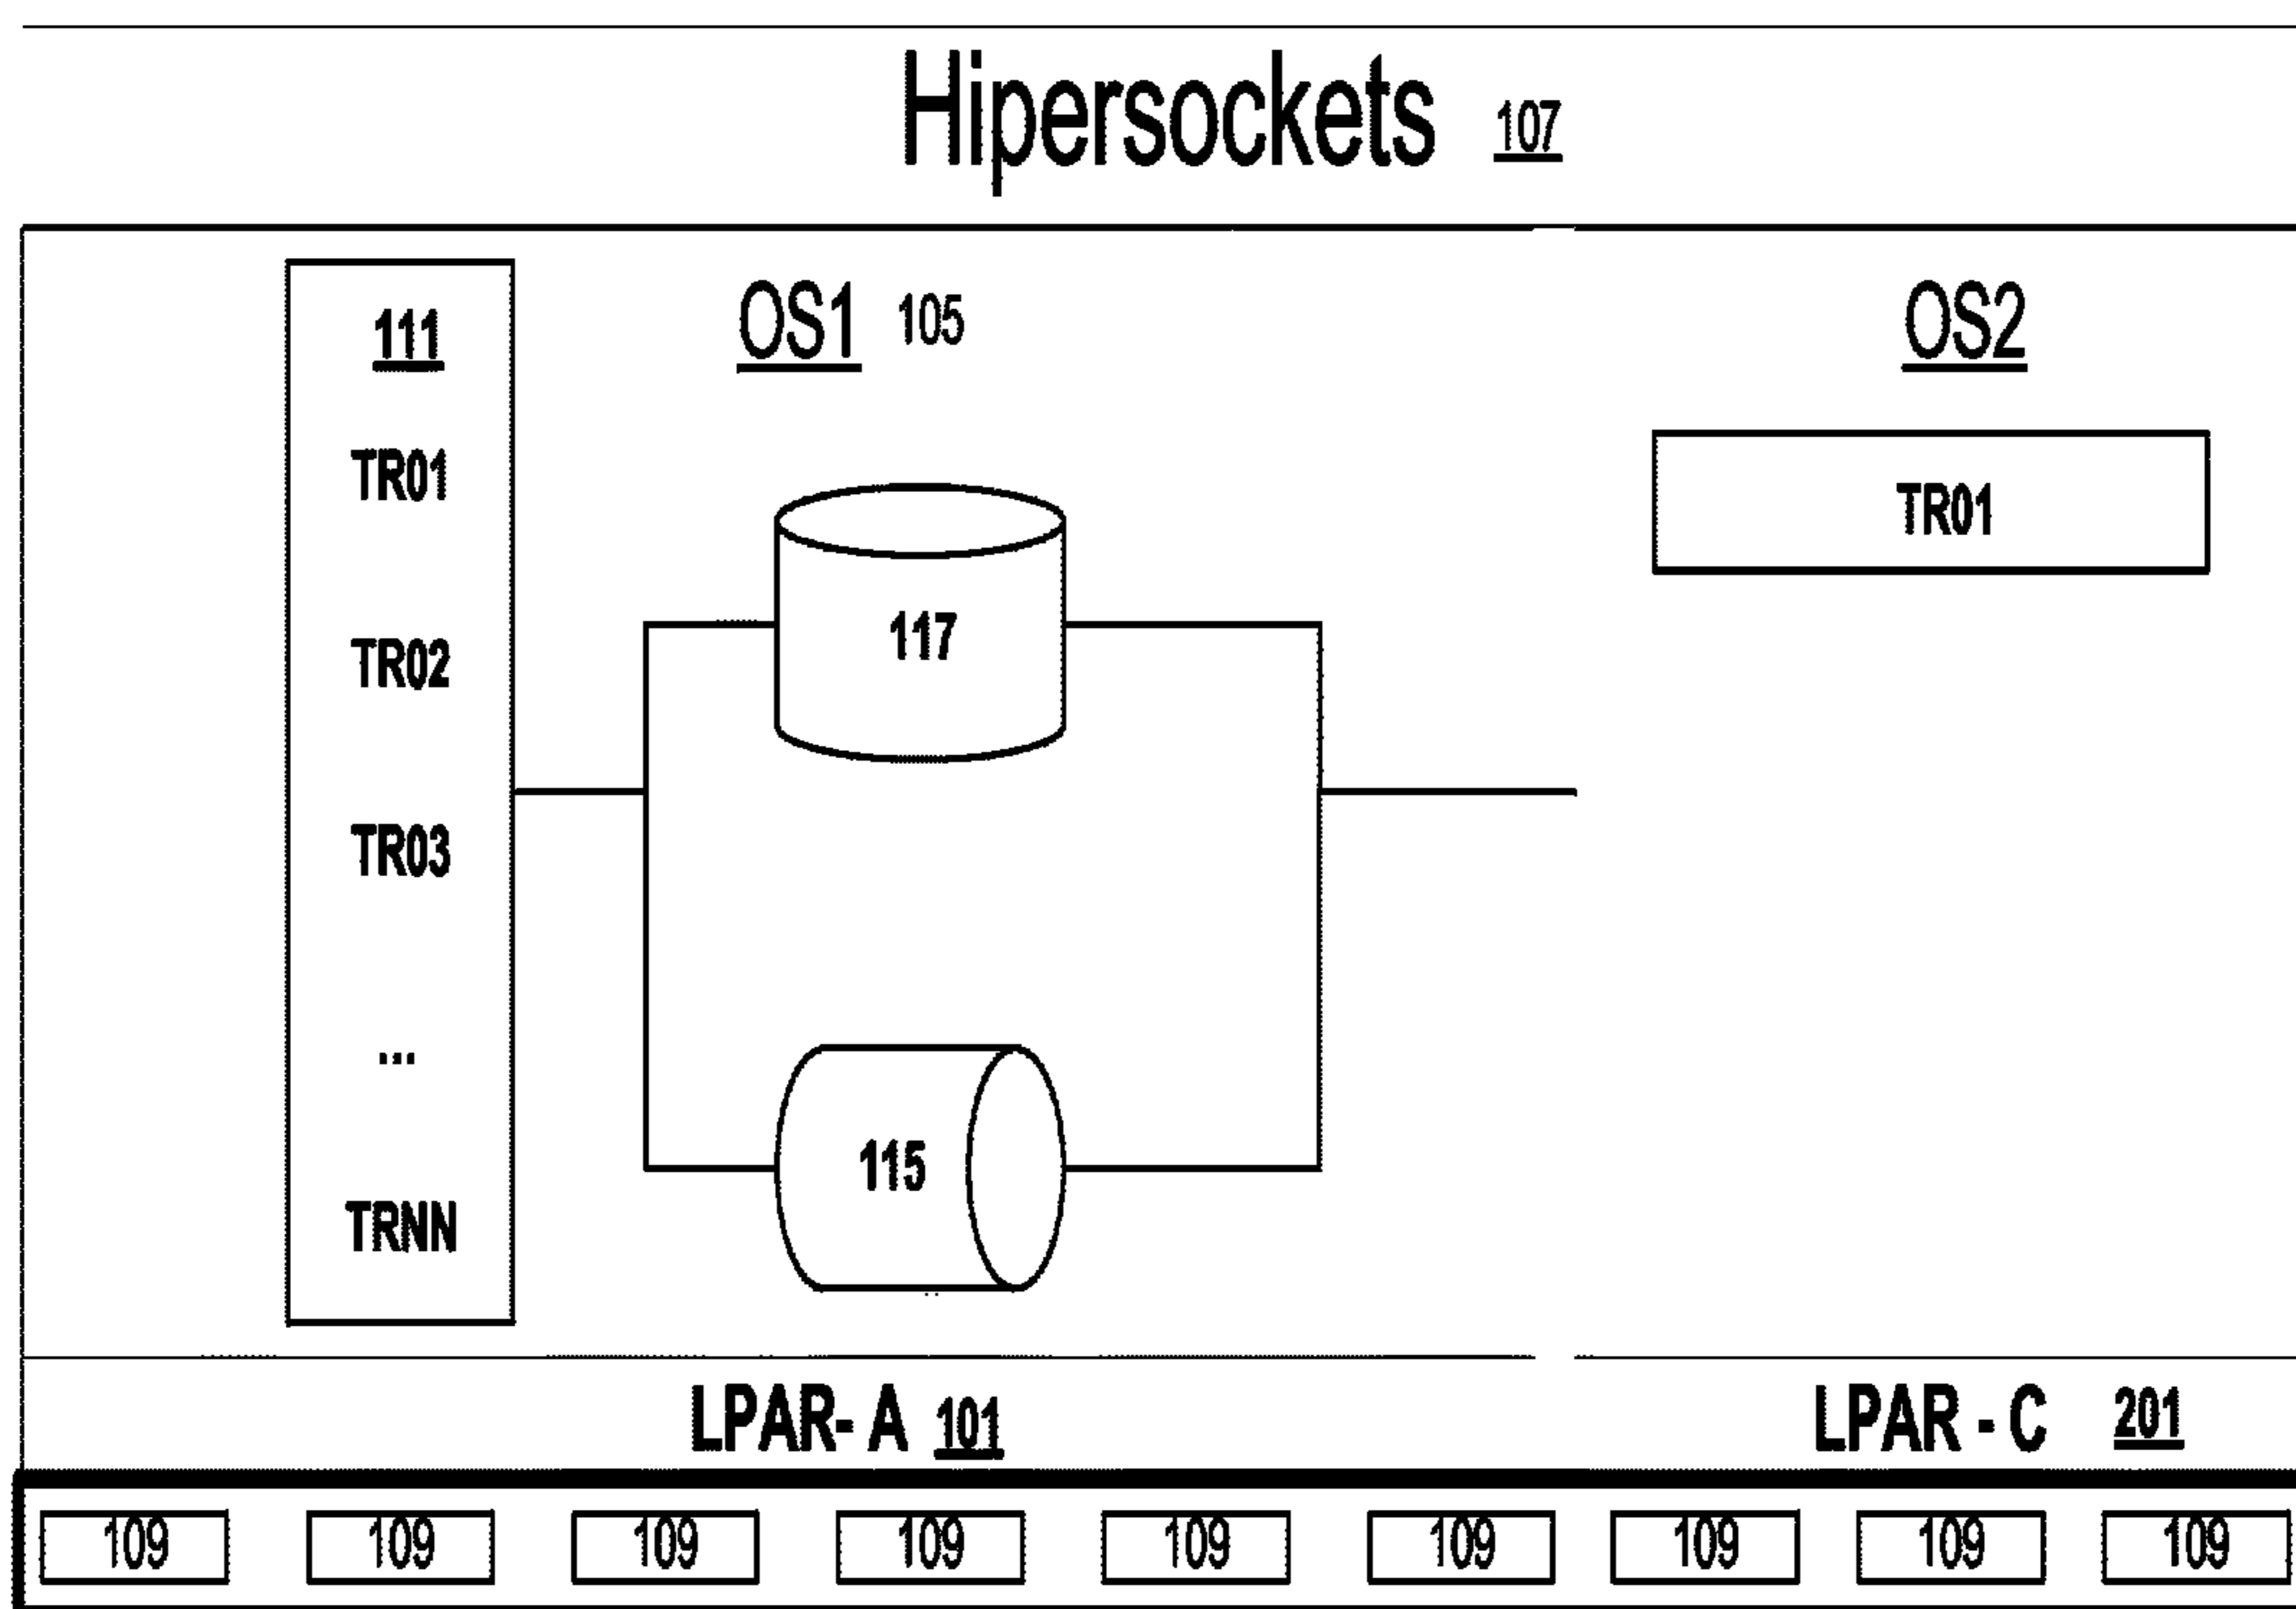 Hipersockets 107
111
OS1 105
OS2
TR01
TR01
117
TR02
TR03
...
115
TRNN
LPAR- A 101
LPAR - C 201
109 109 109 109 109 109 109 109 109